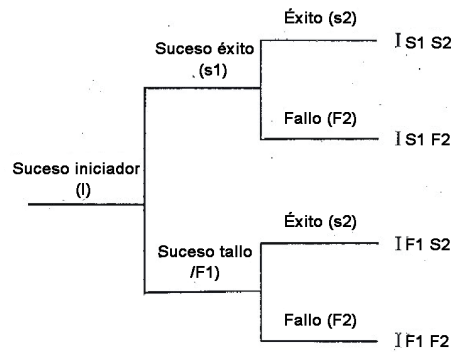 Éxito (s2)
Suceso éxito
(s1)
I S1 S2
Fallo (F2)
I S1 F2
Suceso iniciador
(I)
Éxito (s2)
Suceso tallo
/F1)
I F1 S2
Fallo (F2)
I F1 F2